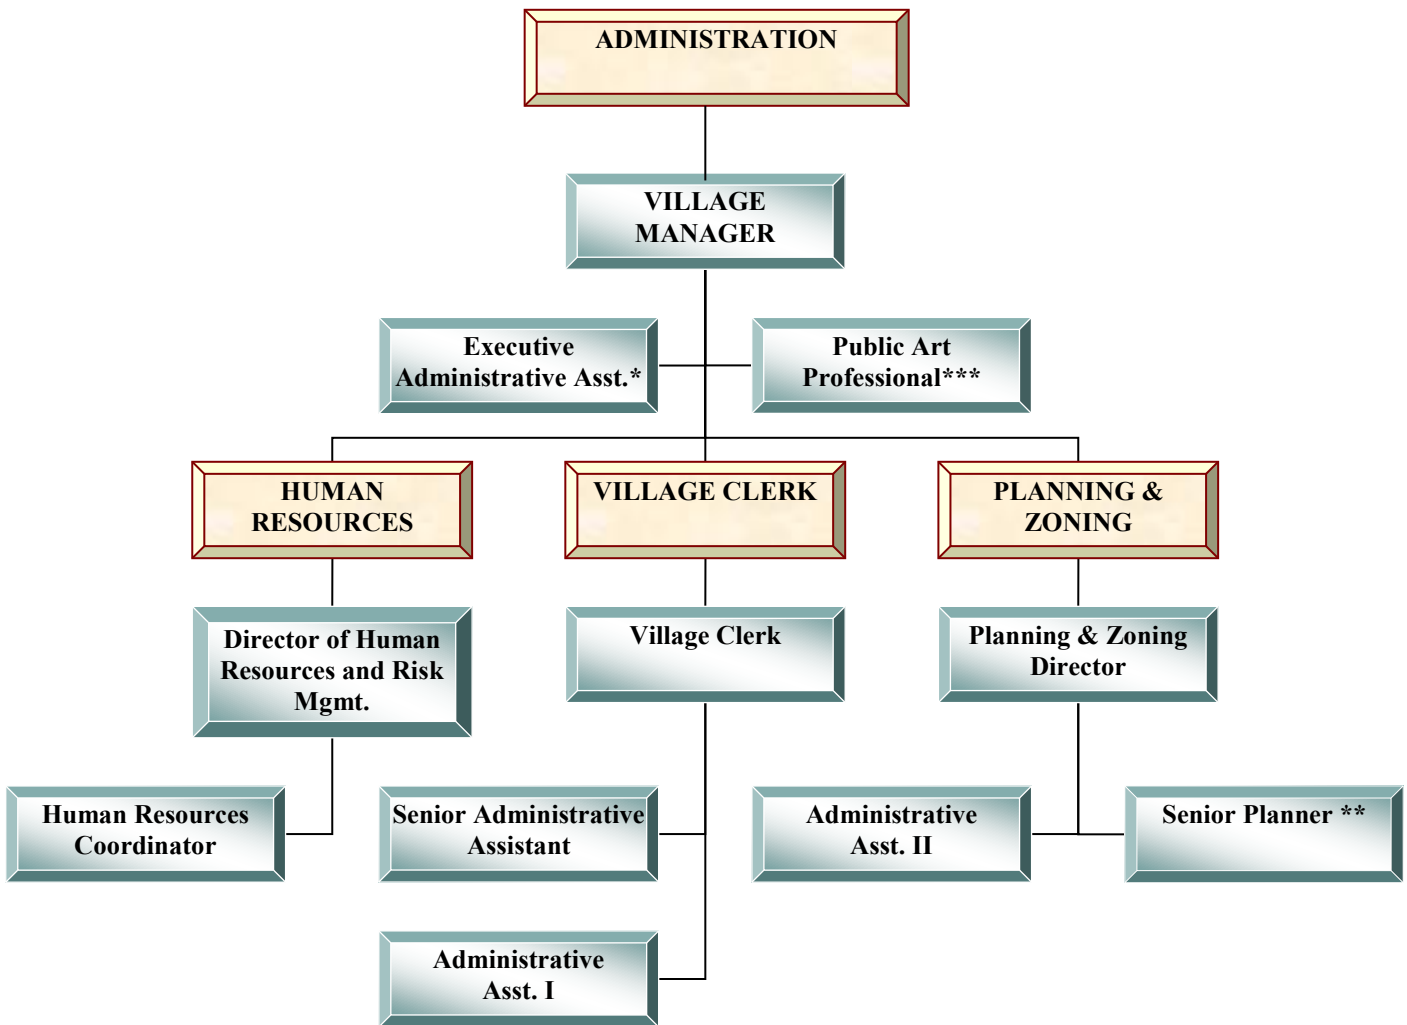 ADMINISTRATION
VILLAGE
MANAGER
Executive
Administrative Asst.*
Public Art
Professional***
HUMAN
RESOURCES
VILLAGE CLERK
PLANNING &
ZONING
Director of Human
Resources and Risk
Mgmt.
Village Clerk
Planning & Zoning
Director
Human Resources
Coordinator
Senior Administrative
Assistant
Administrative
Asst. II
Senior Planner **
Administrative
Asst. I